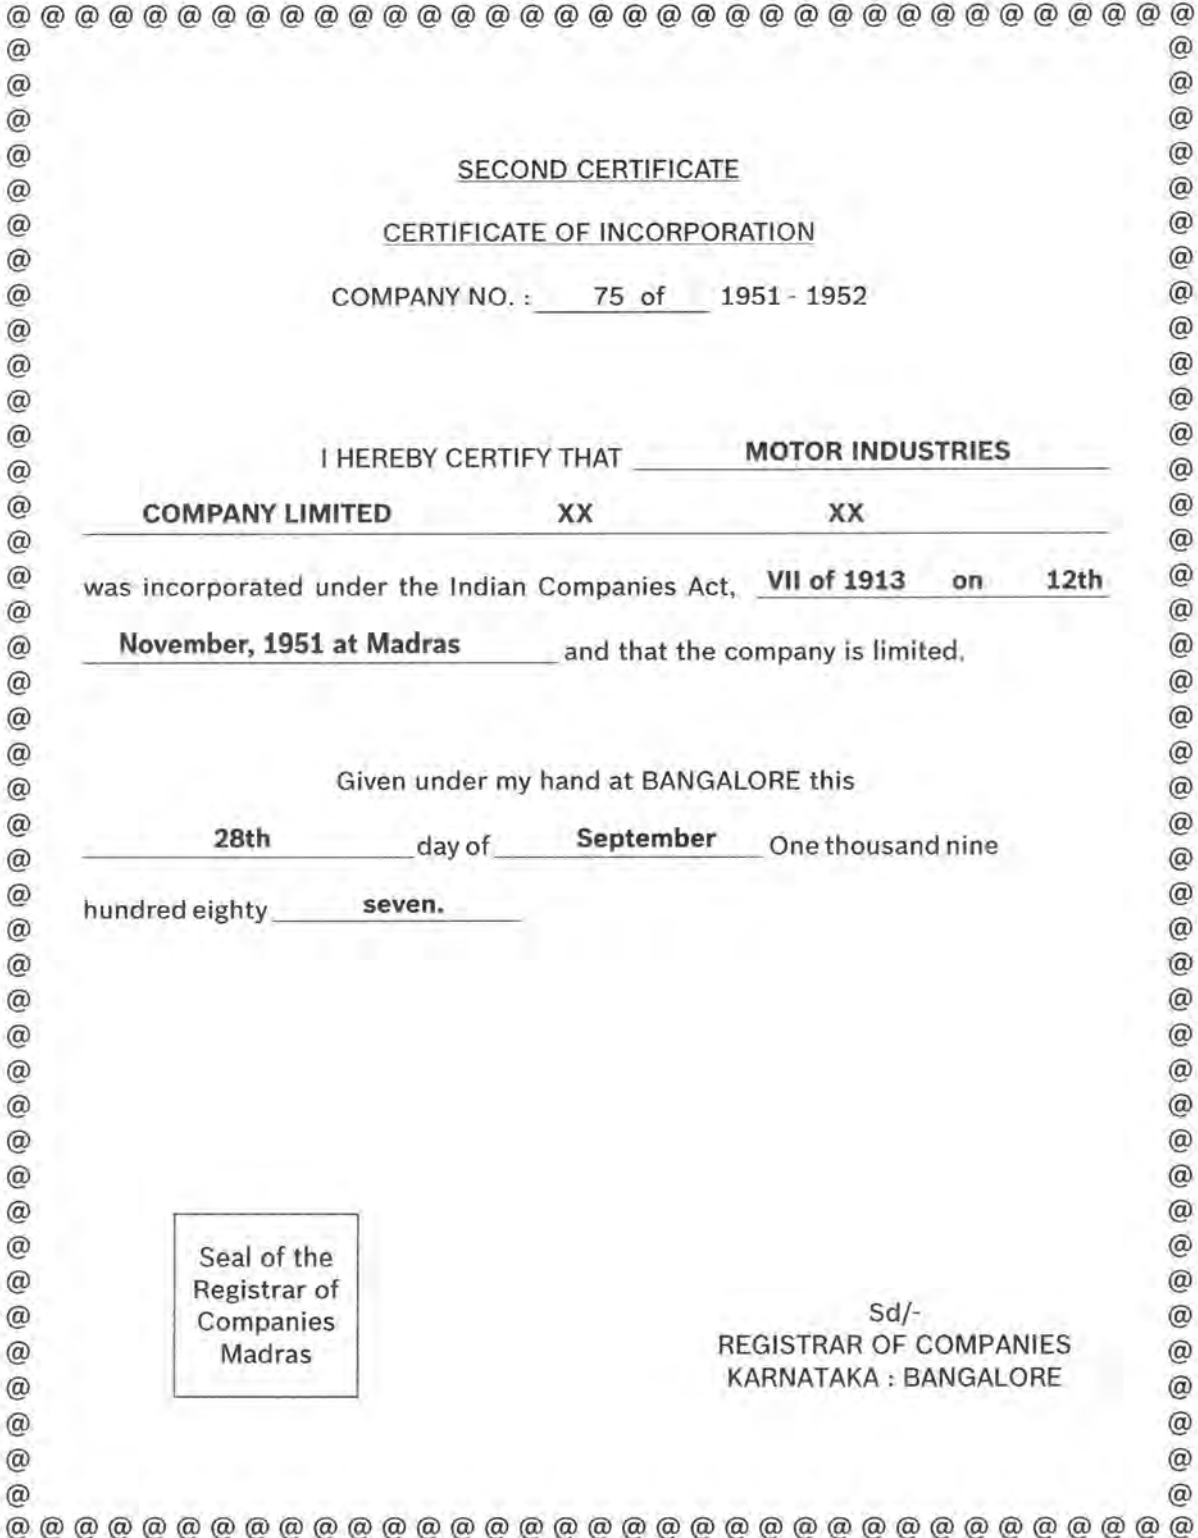 @ @ @ @ @ @ @ @ @ @ @ @ @ @ @ @ @ @ @ @ @ @ @ @ @ @ @ @ @ @ @ @ @ @ @
SECOND CERTIFICATE
CERTIFICATE OF INCORPORATION
COMPANY NO. : 75 of 1951 - 1952
I HEREBY CERTIFY THAT MOTOR INDUSTRIES
COMPANY LIMITED XX XX
was incorporated under the Indian Companies Act, VII of 1913 on 12th
November, 1951 at Madras and that the company is limited.
Given under my hand at BANGALORE this
28th day of September One thousand nine
hundred eighty seven.
Seal of the
Registrar of
Companies
Madras
Sd/-
REGISTRAR OF COMPANIES
KARNATAKA : BANGALORE
@ @ @ @ @ @ @ @ @ @ @ @ @ @ @ @ @ @ @ @ @ @ @ @ @ @ @ @ @ @ @ @ @ @ @